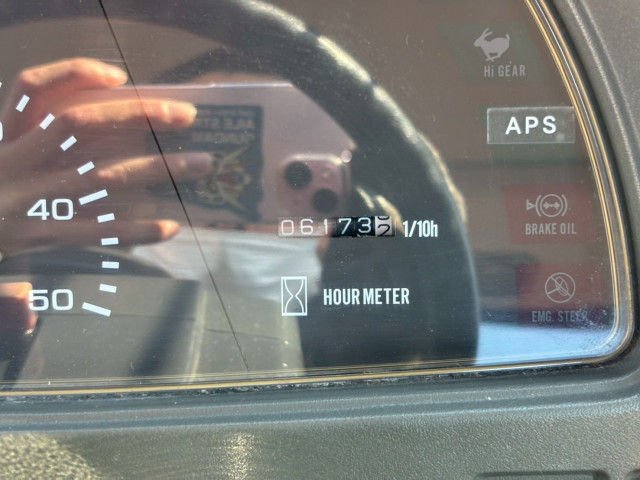 Hi GEAR
APS
40
06173 1/10h
BRAKE OIL
50
HOUR METER
EMG. STEER